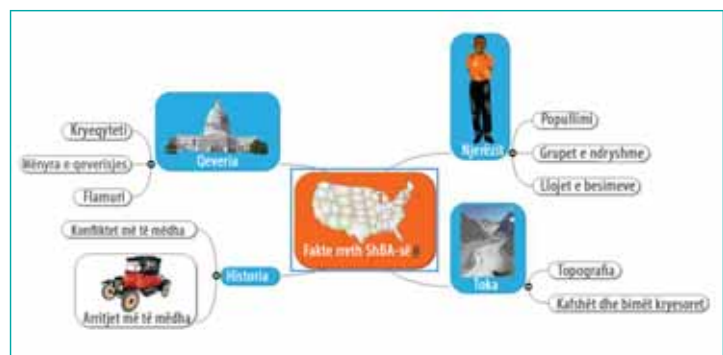 Fakte rreth ShBA-së
Qeveria
Kryeqyteti
Mënyra e qeverisjes
Flamuri
Historia
Konfliktet më të mëdha
Arritjet më të mëdha
Njerëzit
Popullimi
Grupet e ndryshme
Llojet e besimeve
Toka
Topografia
Kafshët dhe bimët kryesoret